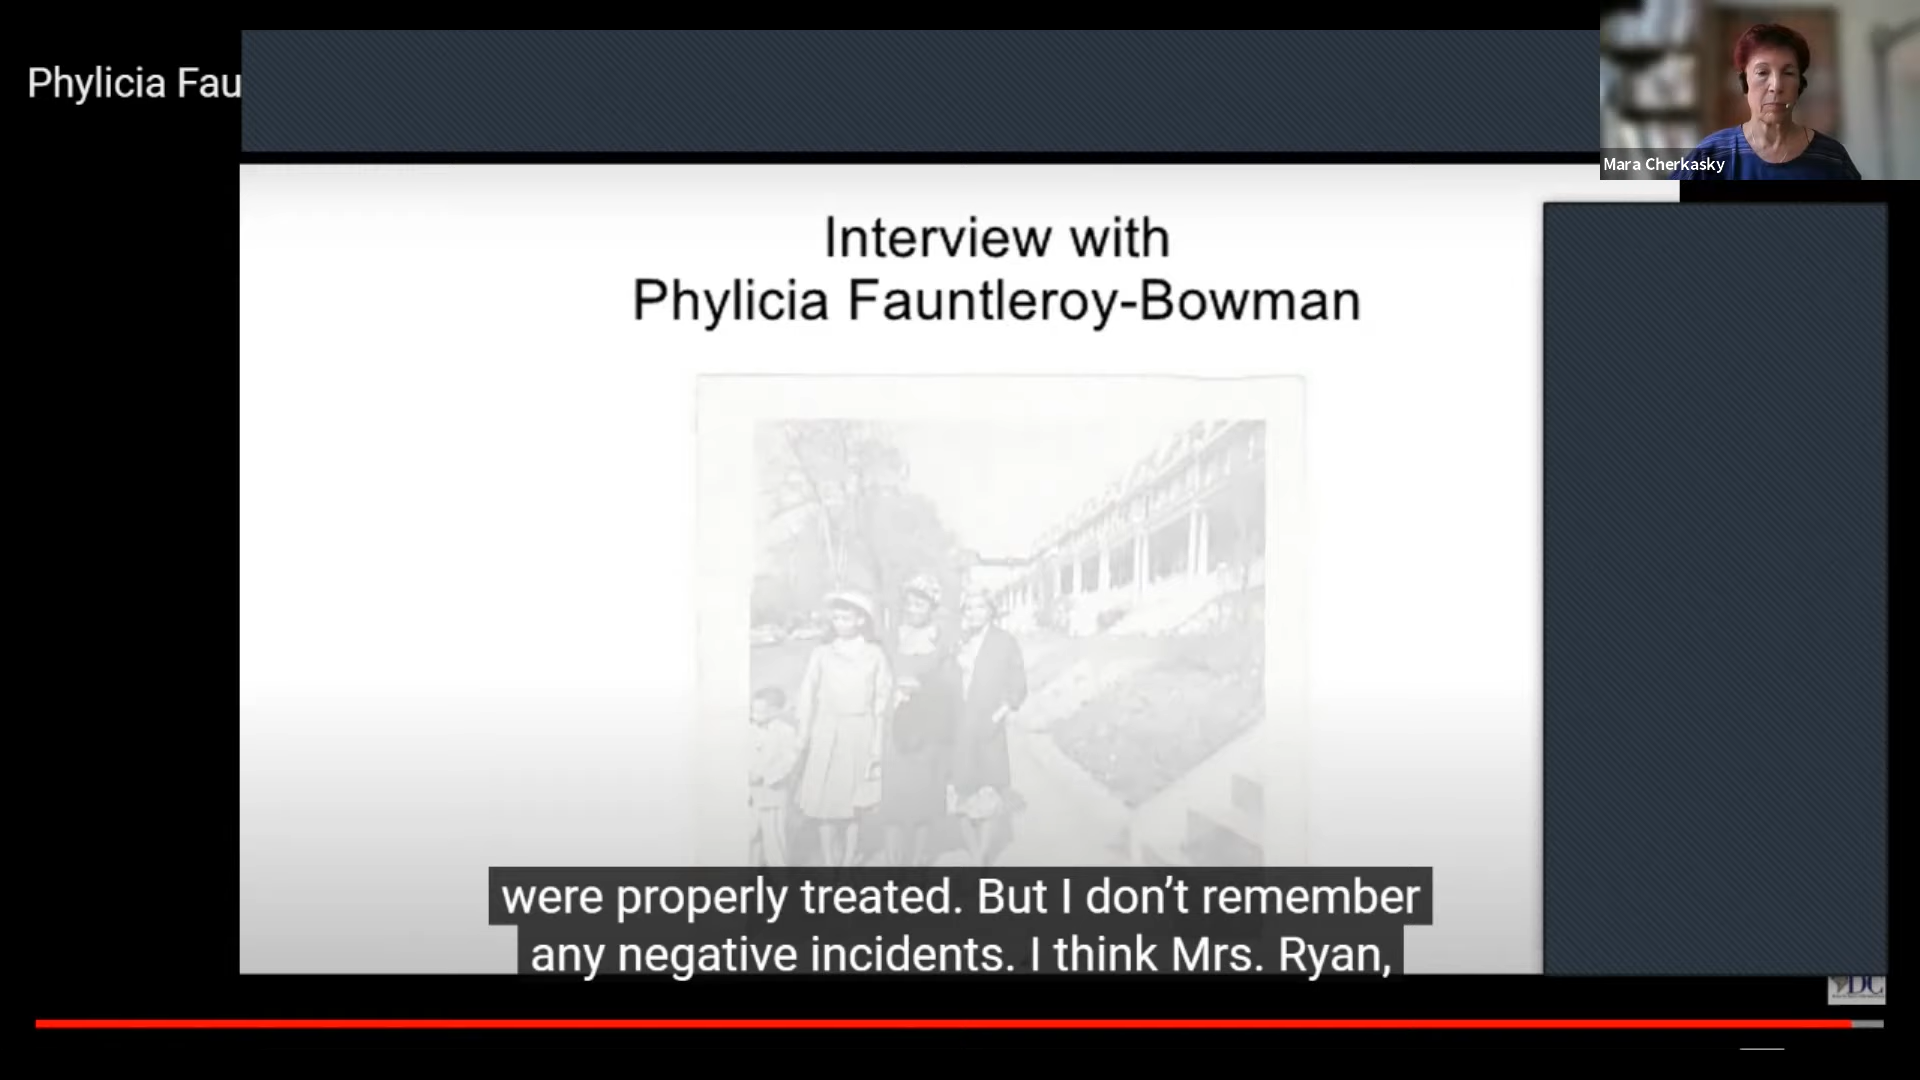 Phylicia Fau
Mara Cherkasky
Interview with
Phylicia Fauntleroy-Bowman
were properly treated. But I don’t remember
any negative incidents. I think Mrs. Ryan,
DC